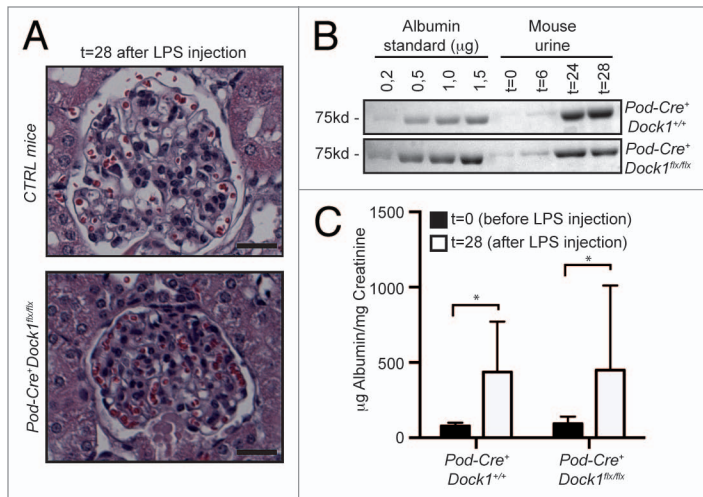 A
t=28 after LPS injection
CTRL mice
Pod-Cre+Dock1flx/flx
B
Albumin
standard (µg)
Mouse
urine
0,2
0,5
1,0
1,5
t=0
t=6
t=24
t=28
75kd -
Pod-Cre+
Dock1+/+
75kd -
Pod-Cre+
Dock1flx/flx
C
t=0 (before LPS injection)
t=28 (after LPS injection)
µg Albumin/mg Creatinine
1500
1000
500
0
*
*
Pod-Cre+
Dock1+/+
Pod-Cre+
Dock1flx/flx